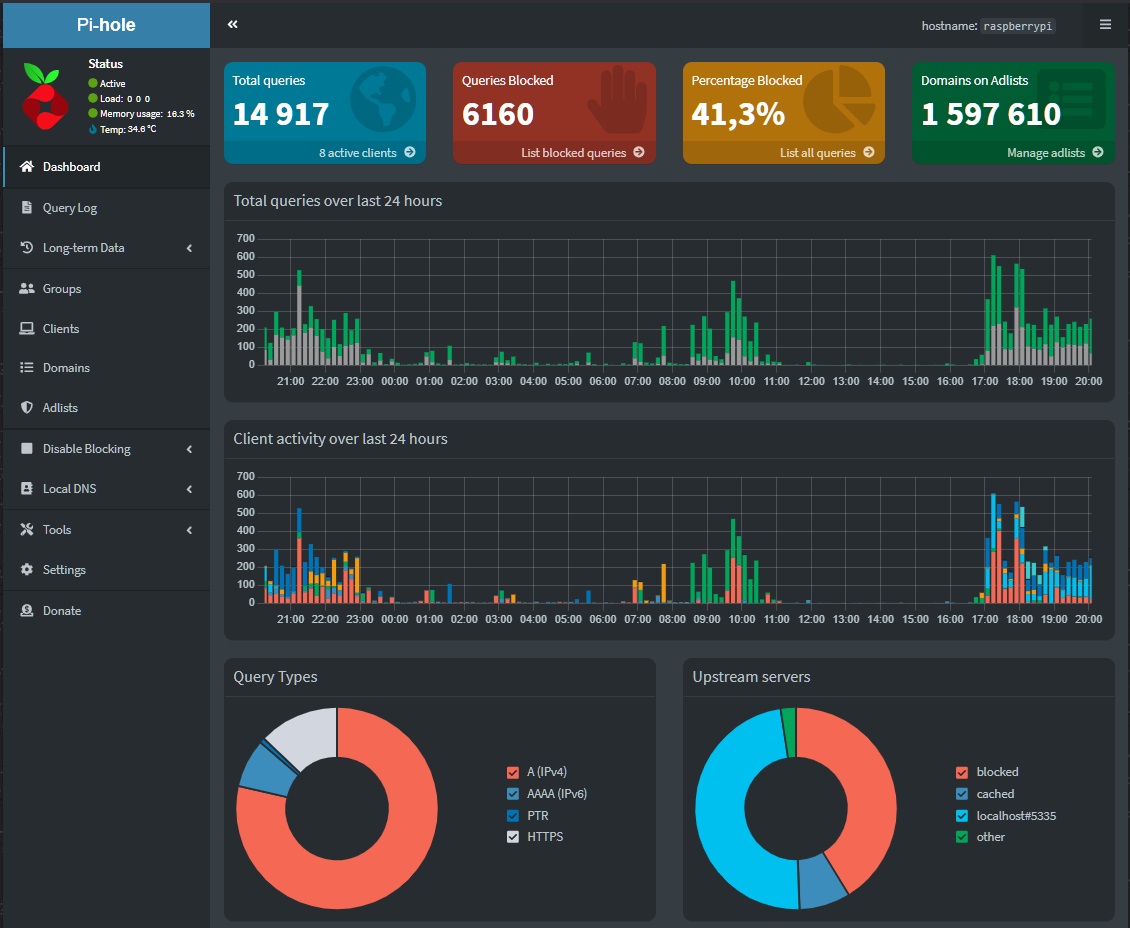 Pi-hole
hostname: raspberrypi
Status
Active
Load: 0 0 0
Memory usage: 16.3 %
Temp: 34.6 °C
Dashboard
Query Log
Long-term Data
Groups
Clients
Domains
Adlists
Disable Blocking
Local DNS
Tools
Settings
Donate
Total queries
14 917
8 active clients
Queries Blocked
6160
List blocked queries
Percentage Blocked
41,3%
List all queries
Domains on Adlists
1 597 610
Manage adlists
Total queries over last 24 hours
700
600
500
400
300
200
100
0
21:00 22:00 23:00 00:00 01:00 02:00 03:00 04:00 05:00 06:00 07:00 08:00 09:00 10:00 11:00 12:00 13:00 14:00 15:00 16:00 17:00 18:00 19:00 20:00
Client activity over last 24 hours
700
600
500
400
300
200
100
0
21:00 22:00 23:00 00:00 01:00 02:00 03:00 04:00 05:00 06:00 07:00 08:00 09:00 10:00 11:00 12:00 13:00 14:00 15:00 16:00 17:00 18:00 19:00 20:00
Query Types
A (IPv4)
AAAA (IPv6)
PTR
HTTPS
Upstream servers
blocked
cached
localhost#5335
other